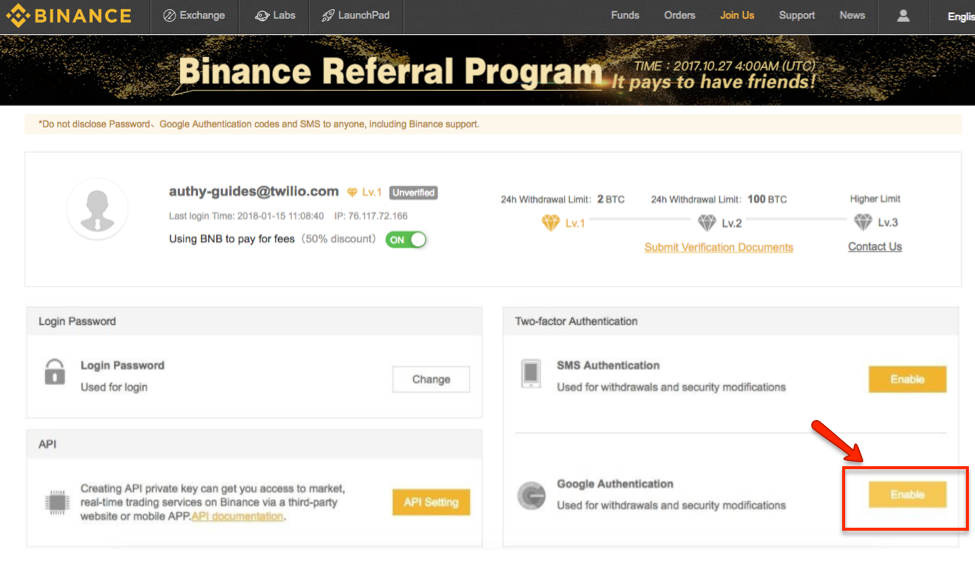 BINANCE
Exchange
Labs
LaunchPad
Funds
Orders
Join Us
Support
News
Englis
Binance Referral Program
TIME : 2017.10.27 4:00AM (UTC)
It pays to have friends!
*Do not disclose Password、Google Authentication codes and SMS to anyone, including Binance support.
authy-guides@twilio.com Lv.1 Unverified
Last login Time: 2018-01-15 11:08:40 IP: 76.117.72.166
Using BNB to pay for fees (50% discount) ON
24h Withdrawal Limit: 2 BTC
Lv.1
24h Withdrawal Limit: 100 BTC
Lv.2
Submit Verification Documents
Higher Limit
Lv.3
Contact Us
Login Password
Login Password
Used for login
Change
API
Creating API private key can get you access to market,
real-time trading services on Binance via a third-party
website or mobile APP.API documentation.
API Setting
Two-factor Authentication
SMS Authentication
Used for withdrawals and security modifications
Enable
Google Authentication
Used for withdrawals and security modifications
Enable